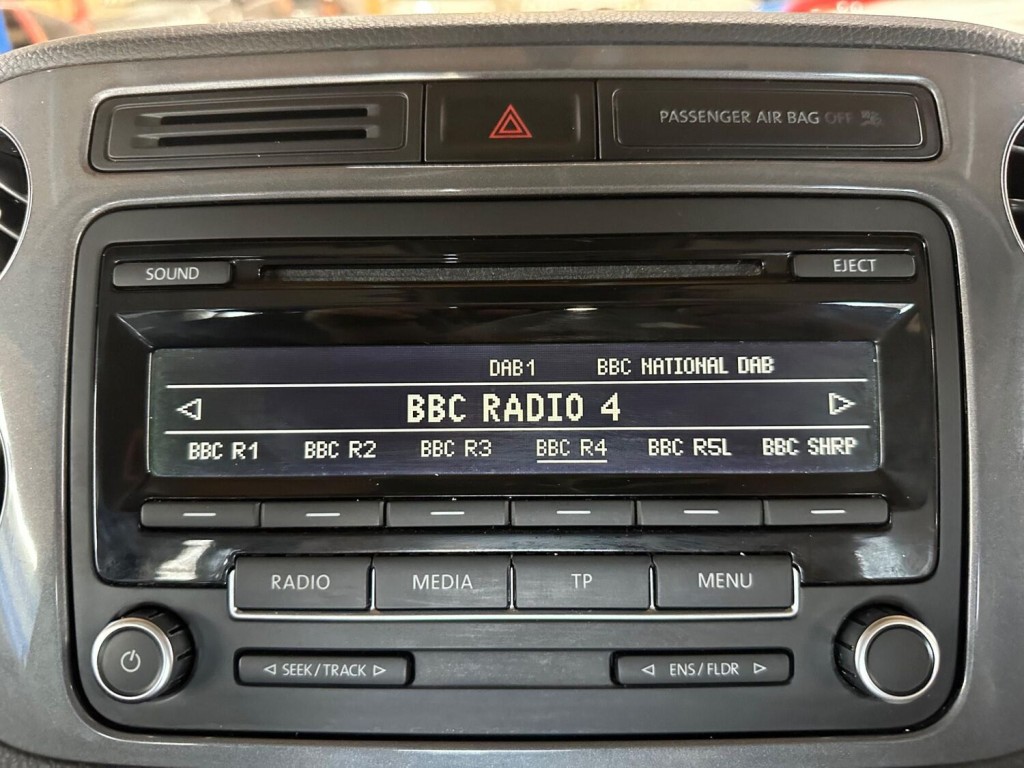 PASSENGER AIR BAG OFF
SOUND
EJECT
DAB1 BBC NATIONAL DAB
BBC RADIO 4
BBC R1 BBC R2 BBC R3 BBC R4 BBC R5L BBC SHRP
RADIO MEDIA TP MENU
SEEK/TRACK
ENS/FLDR